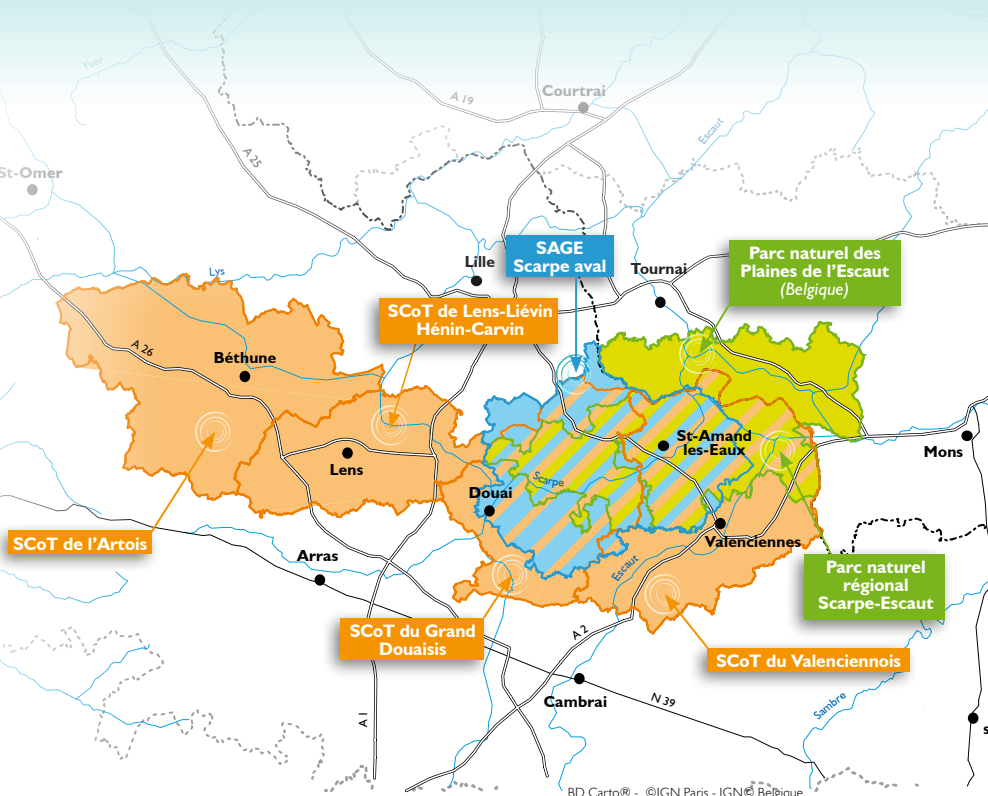 Yser
Courtrai
A 19
Escaut
A 25
St-Omer
SAGE
Scarpe aval
Parc naturel des
Plaines de l'Escaut
(Belgique)
Lille
Tournai
Lys
SCoT de Lens-Liévin
Hénin-Carvin
A 26
Béthune
St-Amand
les-Eaux
Mons
Lens
Scarpe
Douai
SCoT de l'Artois
Valenciennes
Arras
Escaut
Parc naturel
régional
Scarpe-Escaut
SCoT du Grand
Douaisis
A 2
SCoT du Valenciennois
Cambrai
N 39
Sambre
A 1
s
BD Carto® - ©IGN Paris - IGN© Belgique